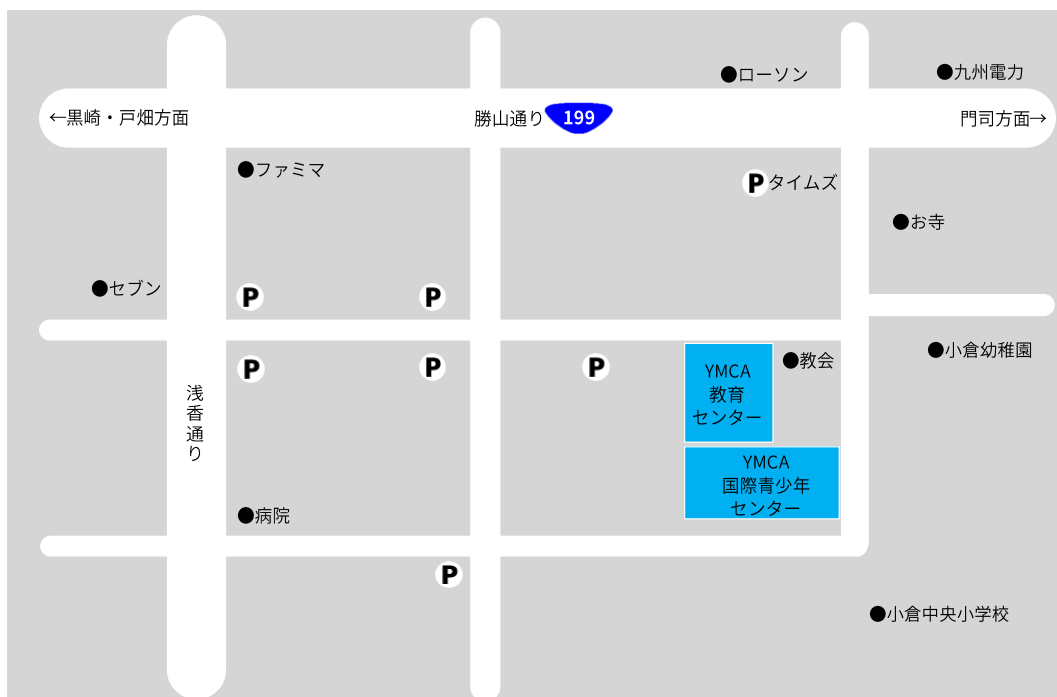 ●ローソン
●九州電力
←黒崎・戸畑方面
勝山通り
199
門司方面→
●ファミマ
P タイムズ
●お寺
●セブン
P
P
P
P
P
●教会
●小倉幼稚園
YMCA
教育
センター
浅香通り
YMCA
国際青少年
センター
●病院
P
●小倉中央小学校